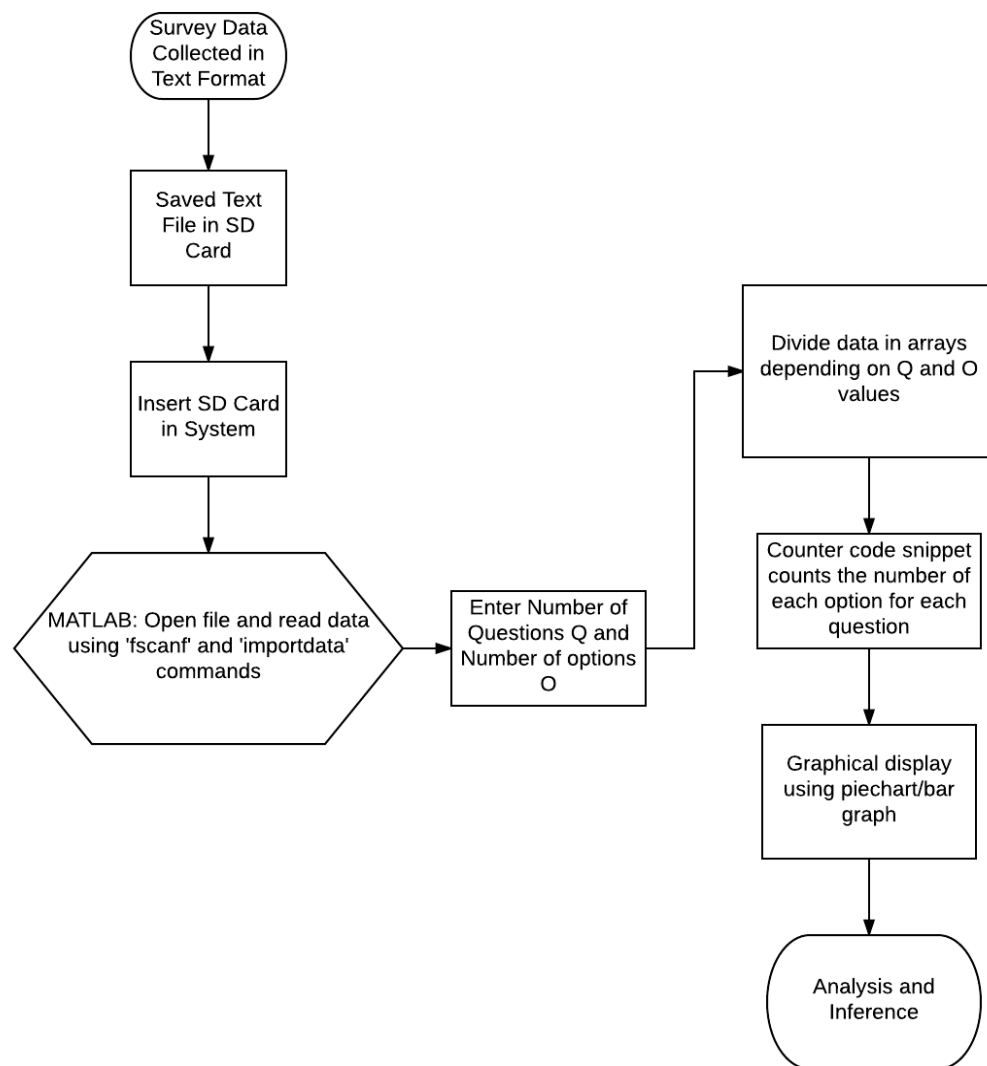 Survey Data
Collected in
Text Format
Saved Text
File in SD
Card
Insert SD Card
in System
MATLAB: Open file and read data
using 'fscanf' and 'importdata'
commands
Enter Number of
Questions Q and
Number of options
O
Divide data in arrays
depending on Q and O
values
Counter code snippet
counts the number of
each option for each
question
Graphical display
using piechart/bar
graph
Analysis and
Inference